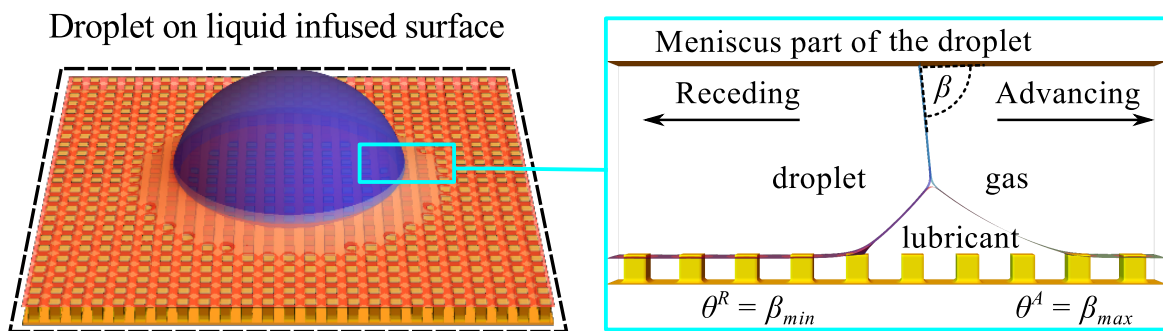 Droplet on liquid infused surface
Meniscus part of the droplet
β
Receding
Advancing
droplet
gas
lubricant
θ^R = β_min
θ^A = β_max